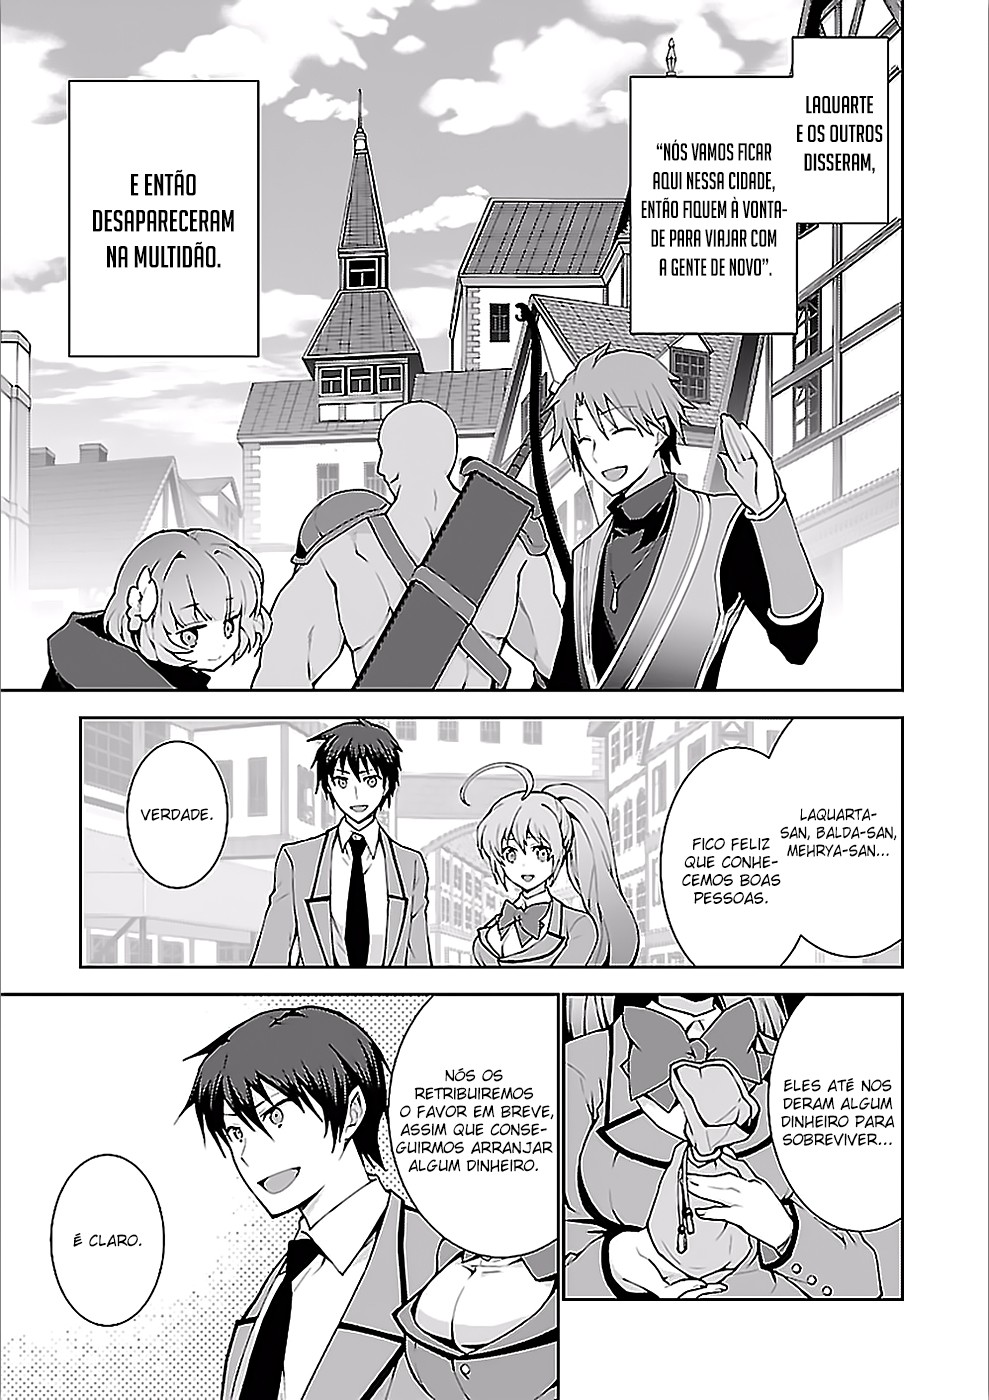 LAQUARTE
E OS OUTROS
DISSERAM,
“NÓS VAMOS FICAR
AQUI NESSA CIDADE,
ENTÃO FIQUEM À VONTA-
DE PARA VIAJAR COM
A GENTE DE NOVO”.
E ENTÃO
DESAPARECERAM
NA MULTIDÃO.
LAQUARTA-
SAN, BALDA-SAN,
MEHRYA-SAN...
FICO FELIZ
QUE CONHE-
CEMOS BOAS
PESSOAS.
VERDADE.
ELES ATÉ NOS
DERAM ALGUM
DINHEIRO PARA
SOBREVIVER...
NÓS OS
RETRIBUIREMOS
O FAVOR EM BREVE,
ASSIM QUE CONSE-
GUIRMOS ARRANJAR
ALGUM DINHEIRO.
É CLARO.